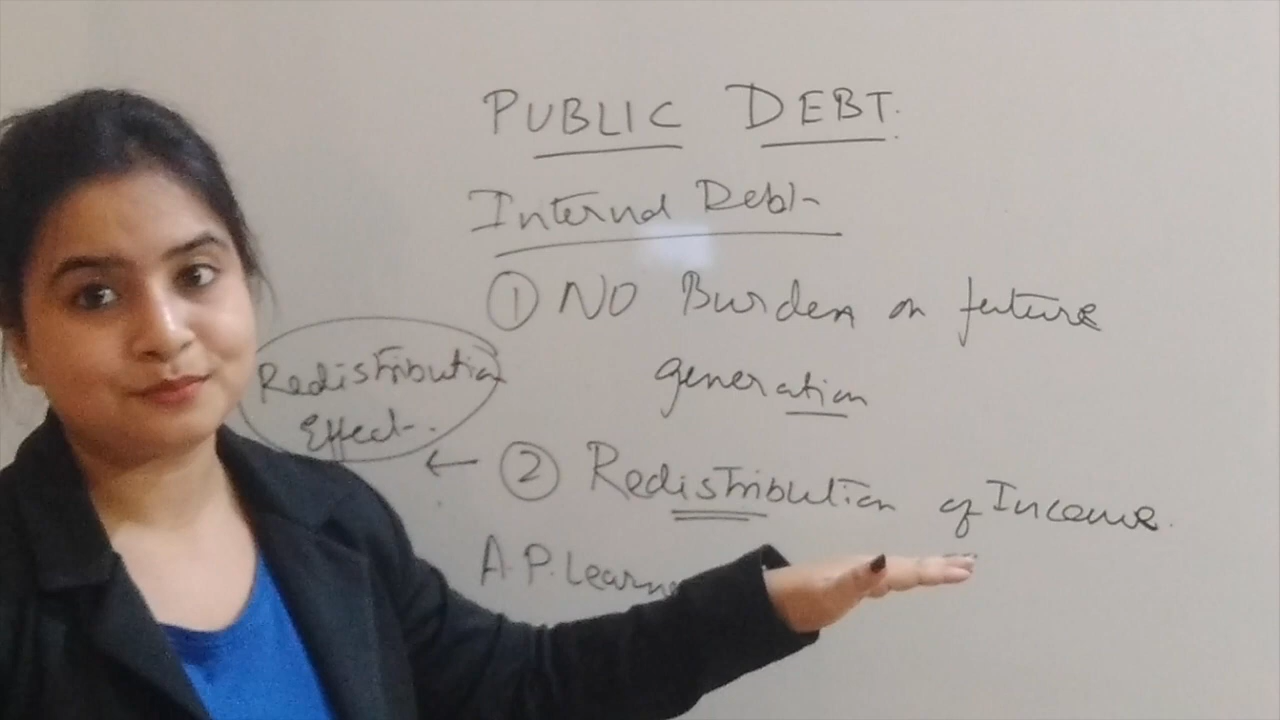 PUBLIC DEBT.
Internal Debt
① NO Burden on future
generation
Redistribution
Effect.
← ② Redistribution of Income.
A.P. Learn